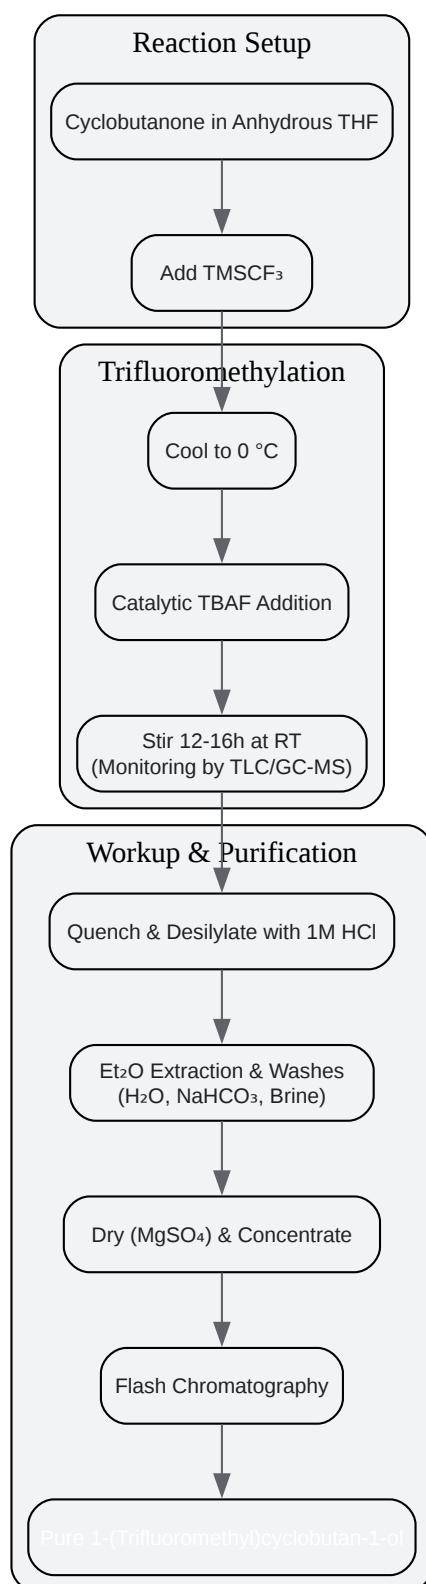 Reaction Setup
Cyclobutanone in Anhydrous THF
Add TMSCF₃
Trifluoromethylation
Cool to 0 °C
Catalytic TBAF Addition
Stir 12-16h at RT
(Monitoring by TLC/GC-MS)
Workup & Purification
Quench & Desilylate with 1M HCl
Et₂O Extraction & Washes
(H₂O, NaHCO₃, Brine)
Dry (MgSO₄) & Concentrate
Flash Chromatography
Pure 1-(Trifluoromethyl)cyclobutan-1-ol